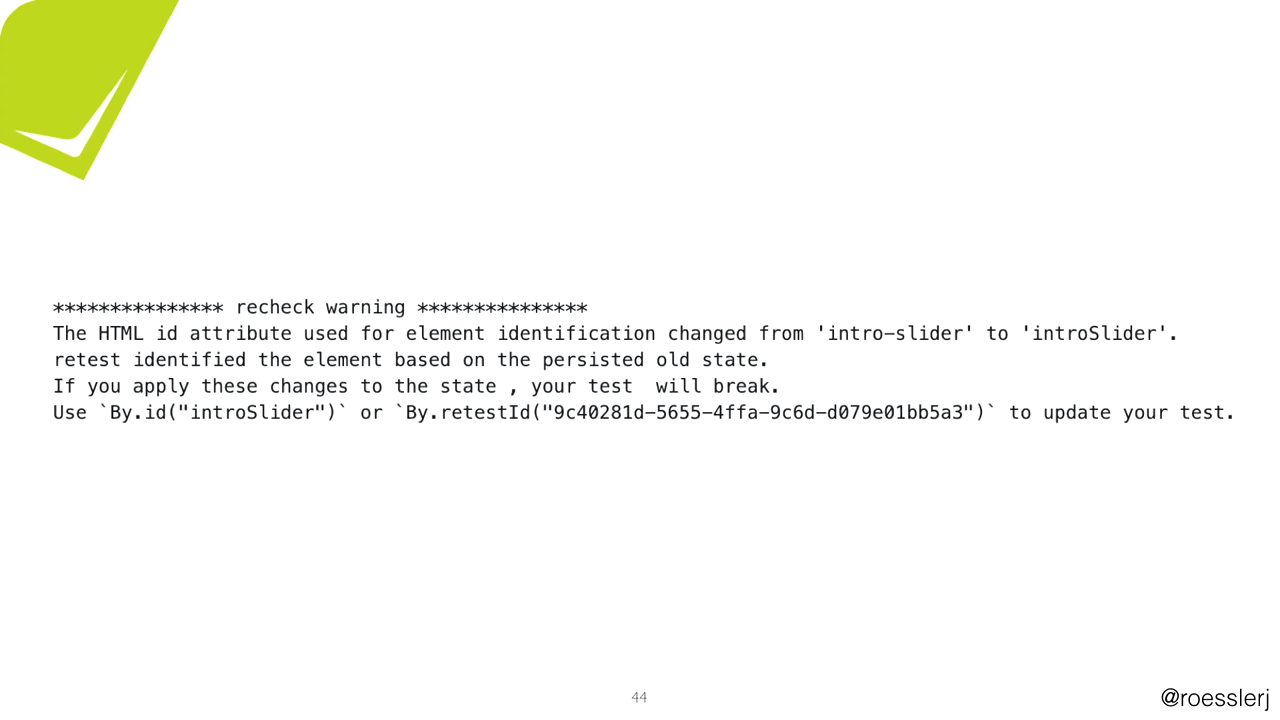 *************** recheck warning ***************
The HTML id attribute used for element identification changed from 'intro-slider' to 'introSlider'.
retest identified the element based on the persisted old state.
If you apply these changes to the state , your test  will break.
Use `By.id("introSlider")` or `By.retestId("9c40281d-5655-4ffa-9c6d-d079e01bb5a3")` to update your test.
44
@roesslerj